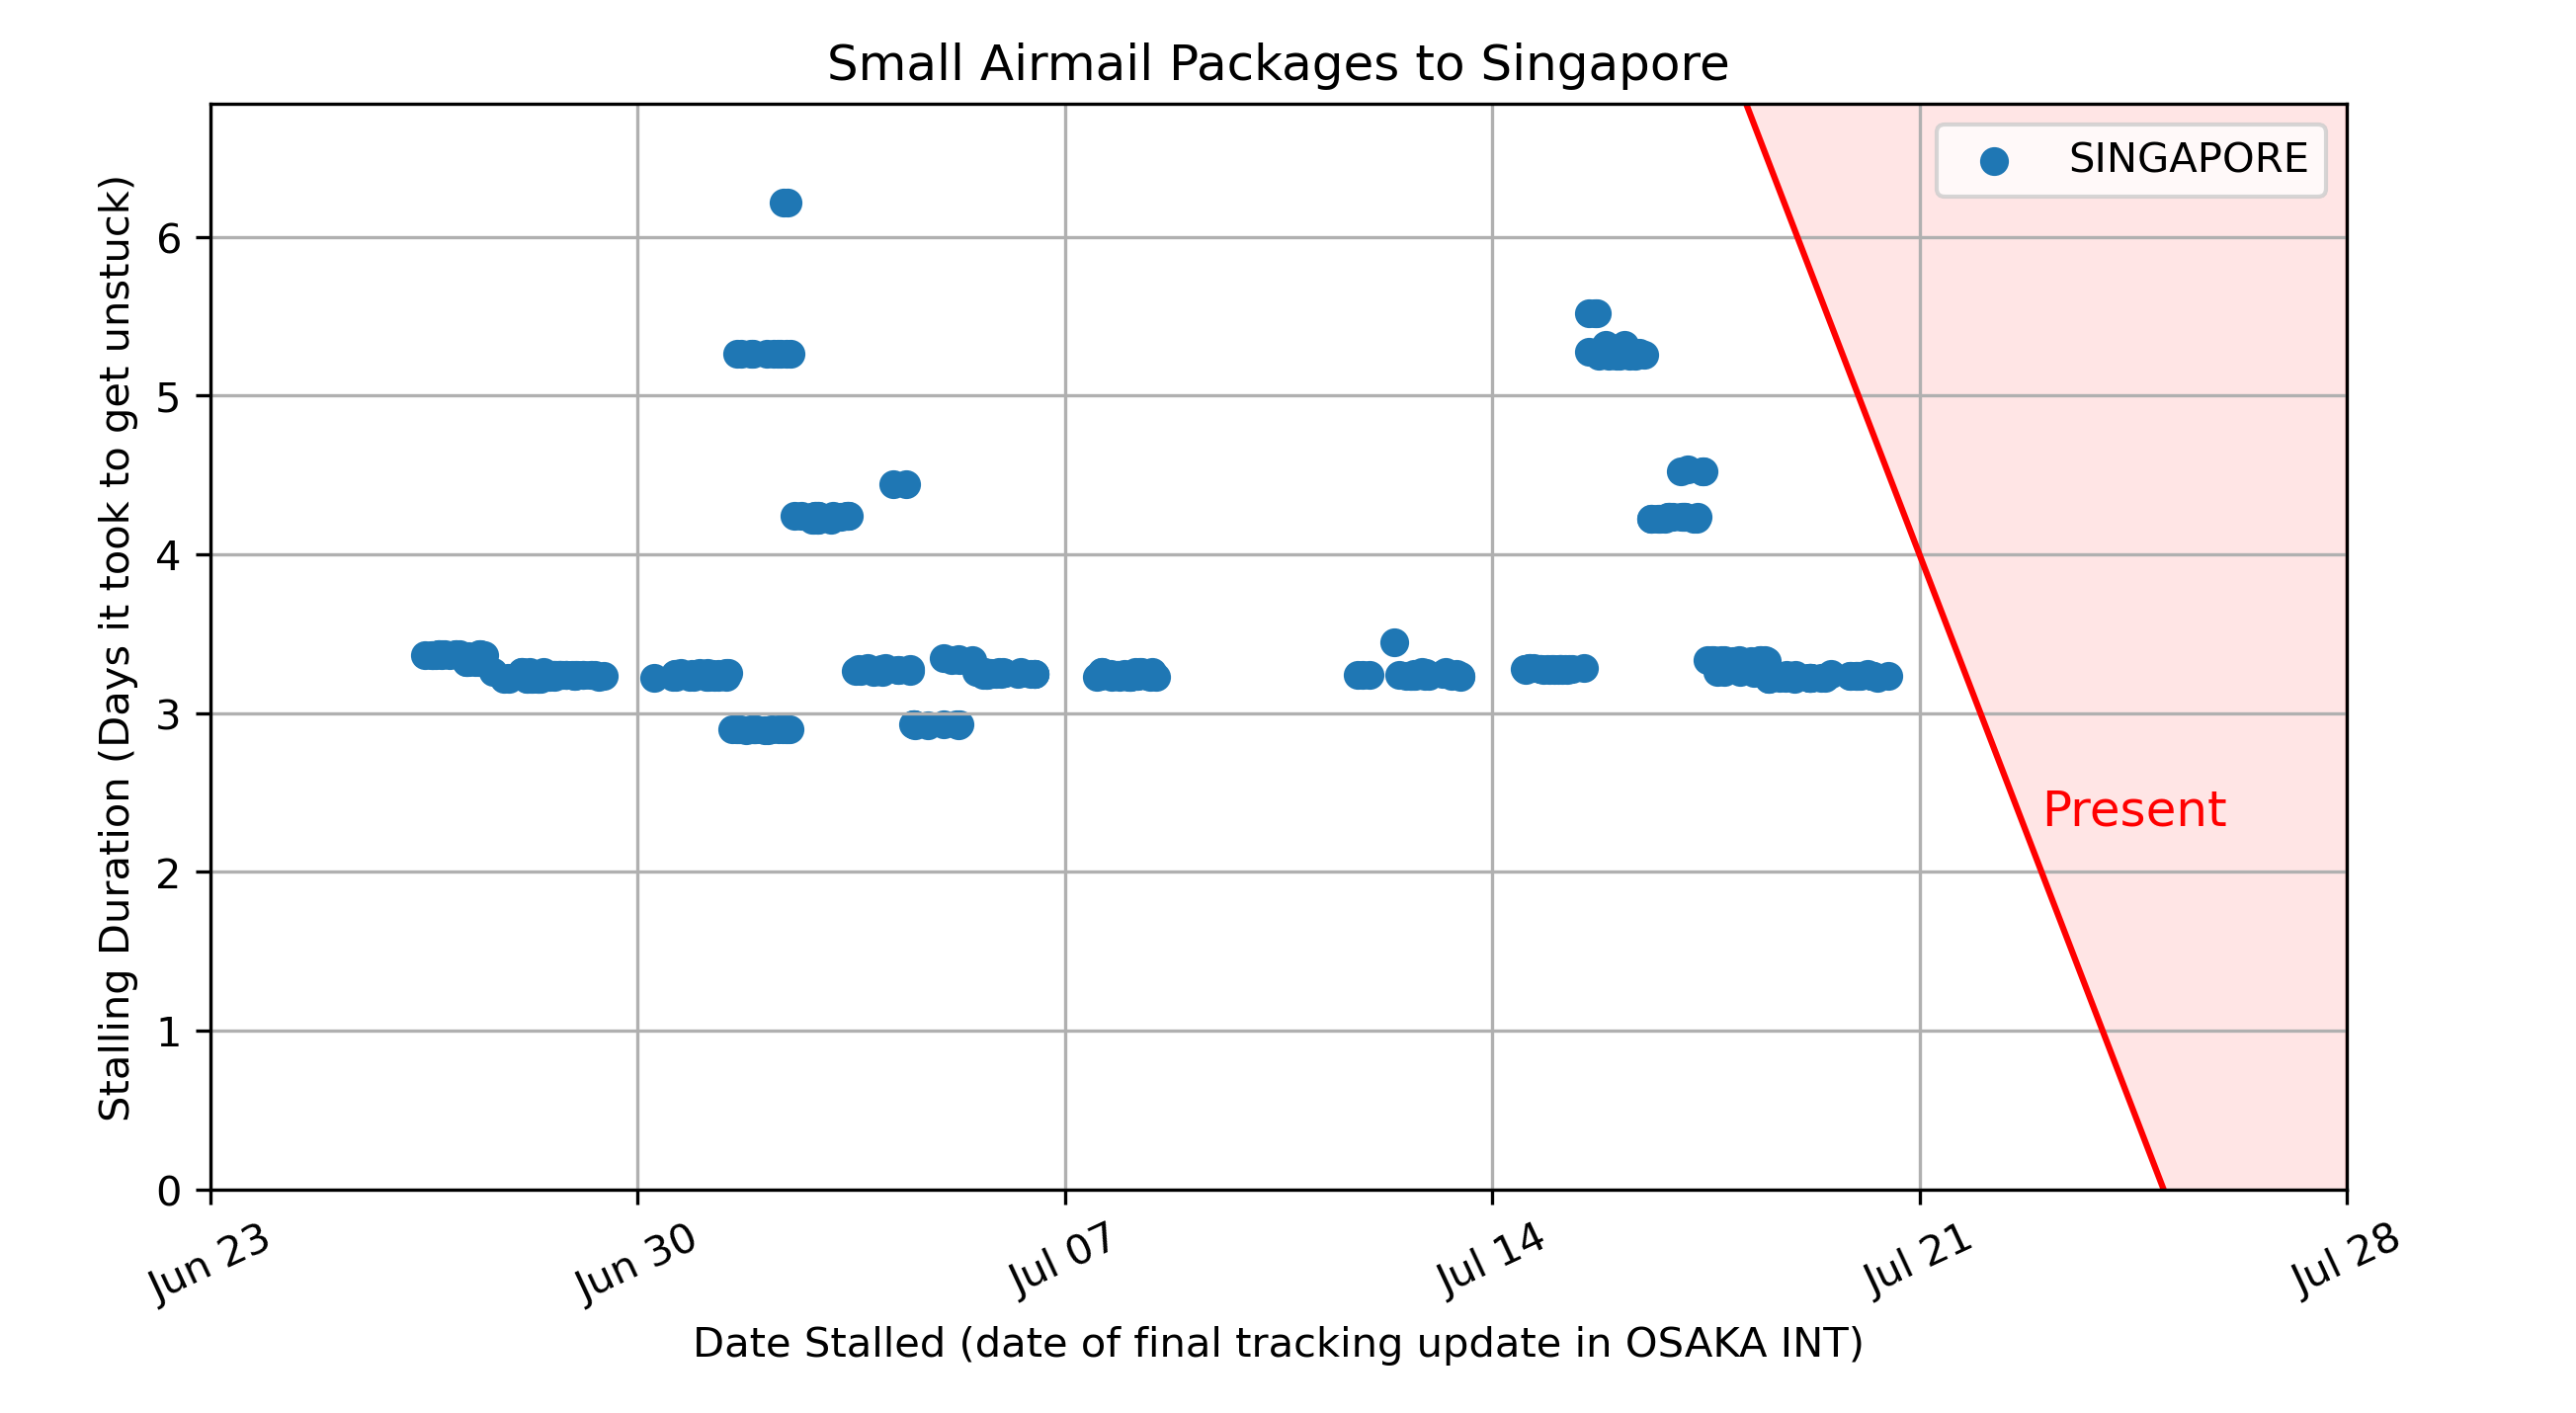 Small Airmail Packages to Singapore
SINGAPORE
Stalling Duration (Days it took to get unstuck)
6
5
4
3
2
1
0
Present
Jun 23
Jun 30
Jul 07
Jul 14
Jul 21
Jul 28
Date Stalled (date of final tracking update in OSAKA INT)